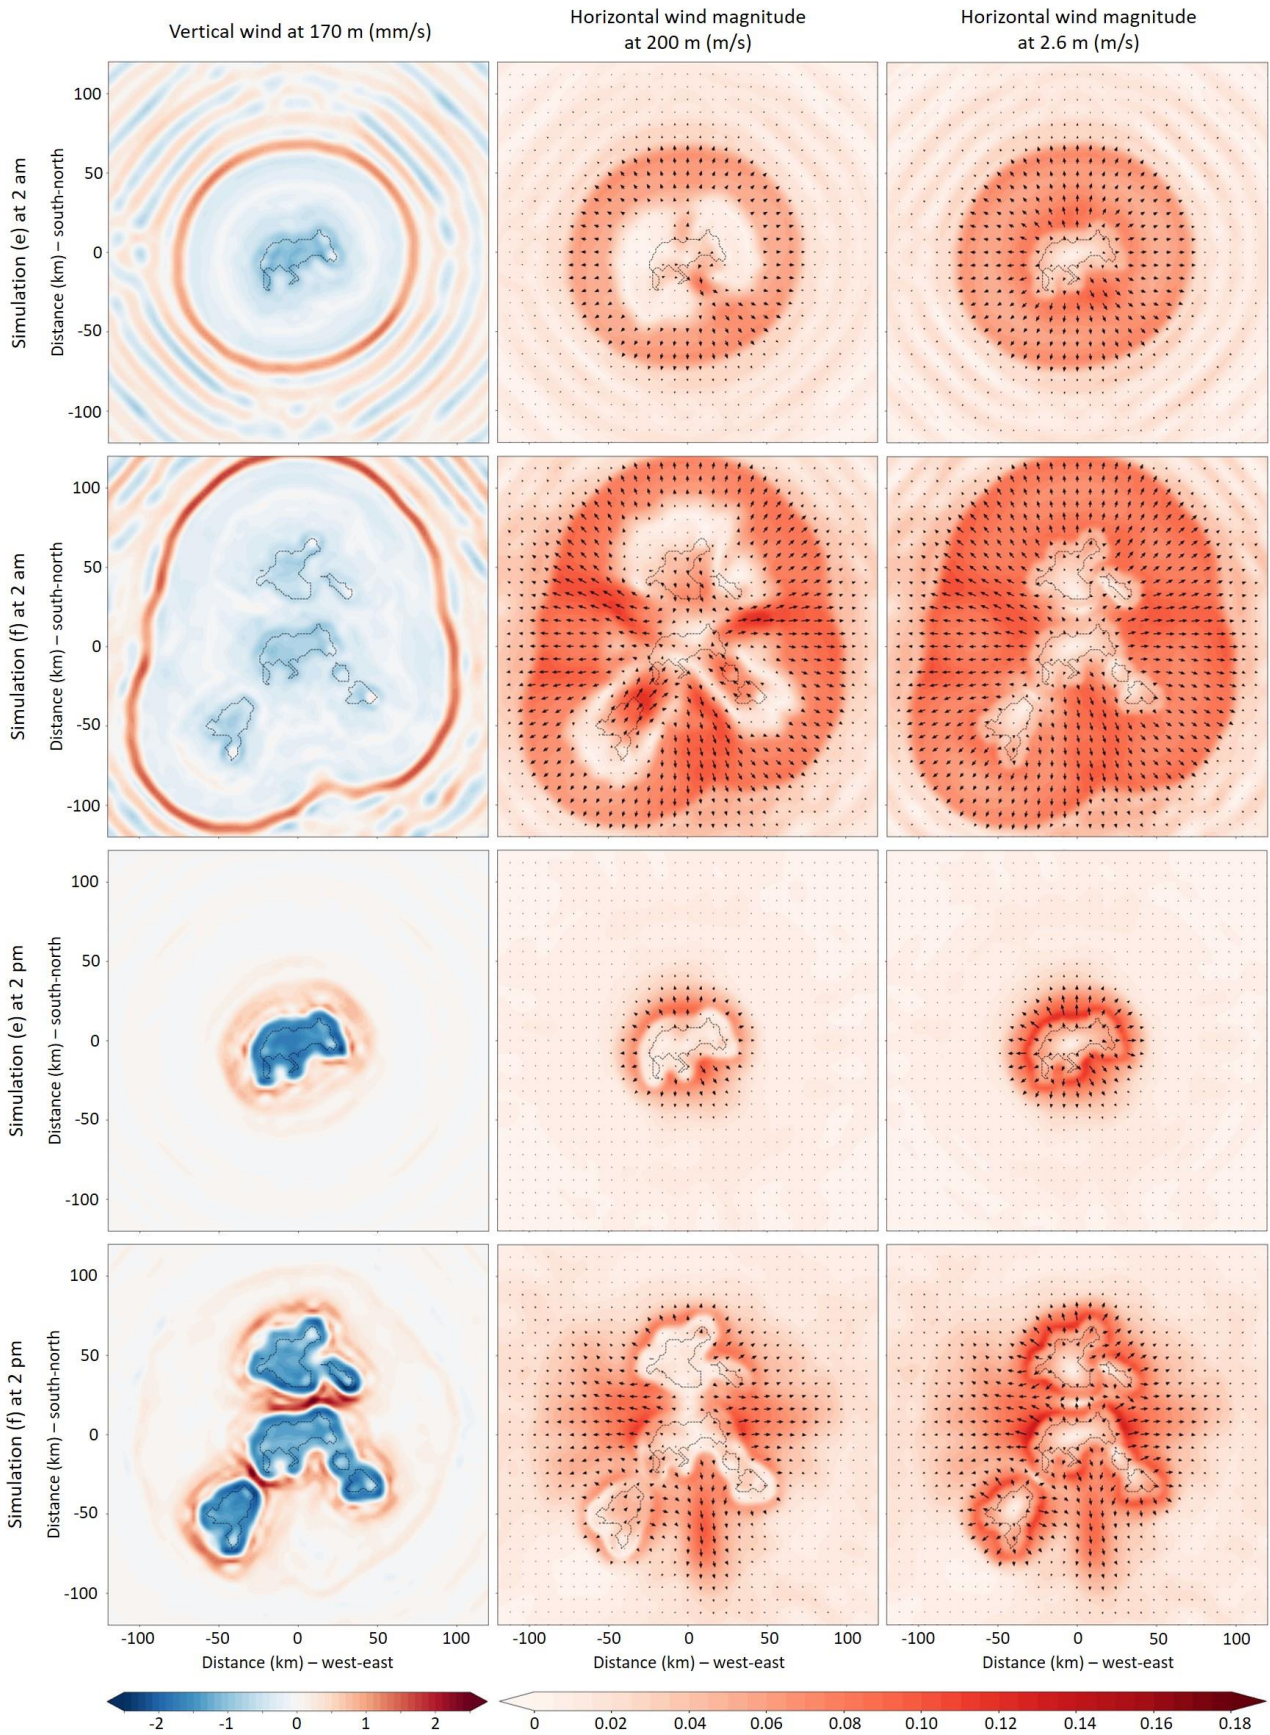 Vertical wind at 170 m (mm/s)
Horizontal wind magnitude
at 200 m (m/s)
Horizontal wind magnitude
at 2.6 m (m/s)
Simulation (e) at 2 am
Distance (km) – south-north
100
50
0
-50
-100
Simulation (f) at 2 am
Distance (km) – south-north
100
50
0
-50
-100
Simulation (e) at 2 pm
Distance (km) – south-north
100
50
0
-50
-100
Simulation (f) at 2 pm
Distance (km) – south-north
100
50
0
-50
-100
-100 -50 0 50 100
-100 -50 0 50 100
-100 -50 0 50 100
Distance (km) – west-east
Distance (km) – west-east
Distance (km) – west-east
-2 -1 0 1 2
0 0.02 0.04 0.06 0.08 0.10 0.12 0.14 0.16 0.18